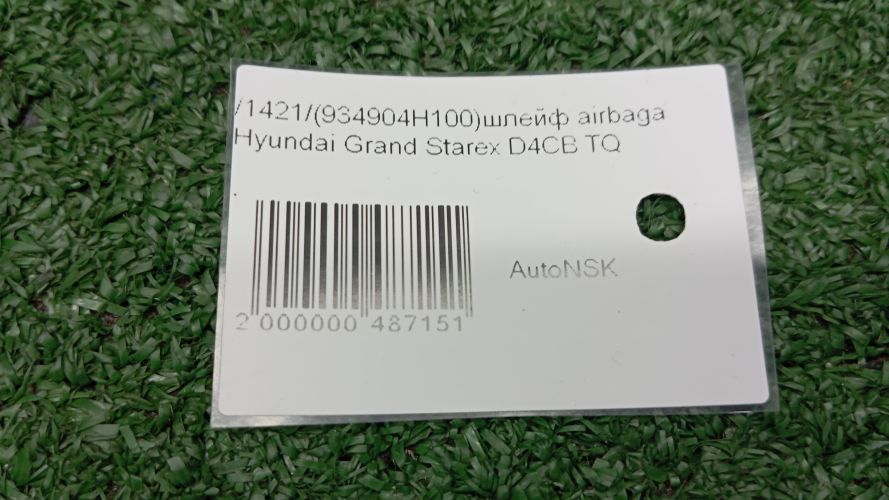 /1421/(934904H100)шлейф airbaga
Hyundai Grand Starex D4CB TQ
AutoNSK
2 000000 487151